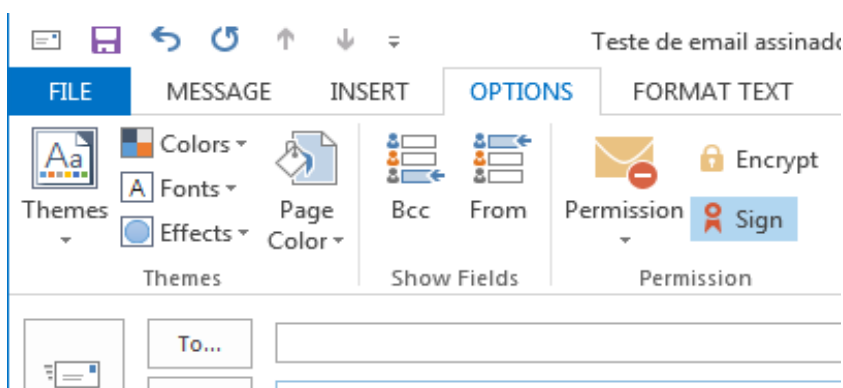 Teste de email assinado
FILE MESSAGE INSERT OPTIONS FORMAT TEXT
Aa Colors Encrypt
A Fonts
Themes Page Bcc From Permission Sign
Effects Color
Themes Show Fields Permission
To...